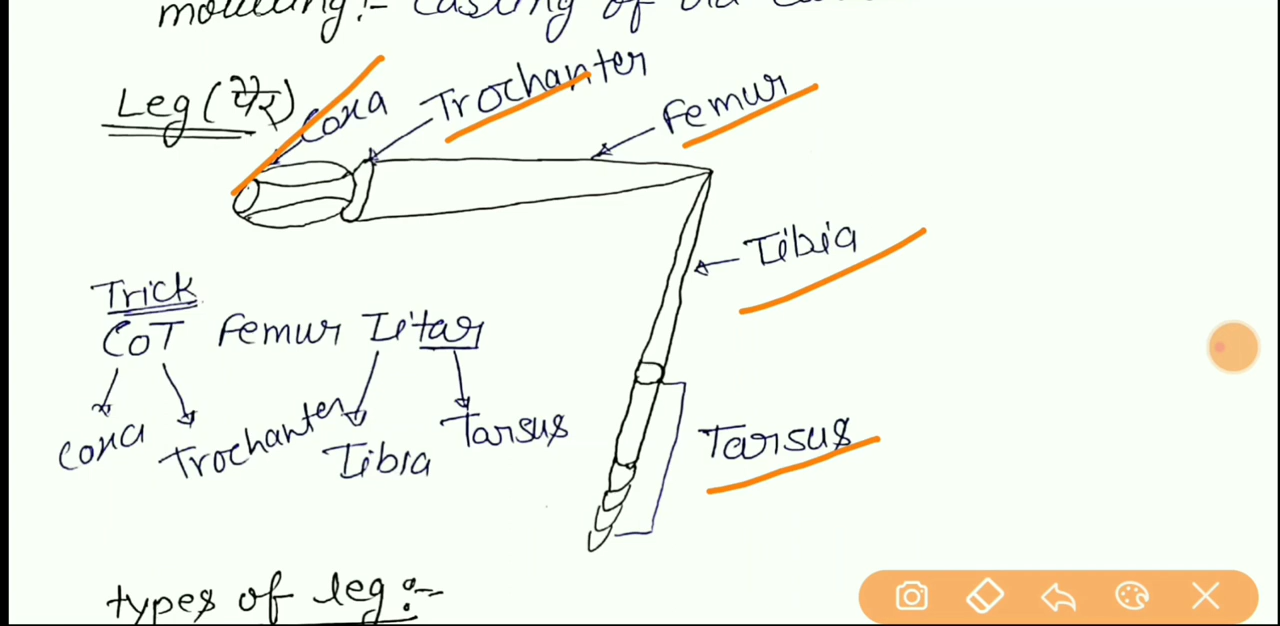 moulting:- casting of old
Leg (पैर)
Coxa
Trochanter
Femur
Tibia
Tarsus
Trick
CoT Femur Titar
Coxa Trochanter Tibia Tarsus
types of leg:-